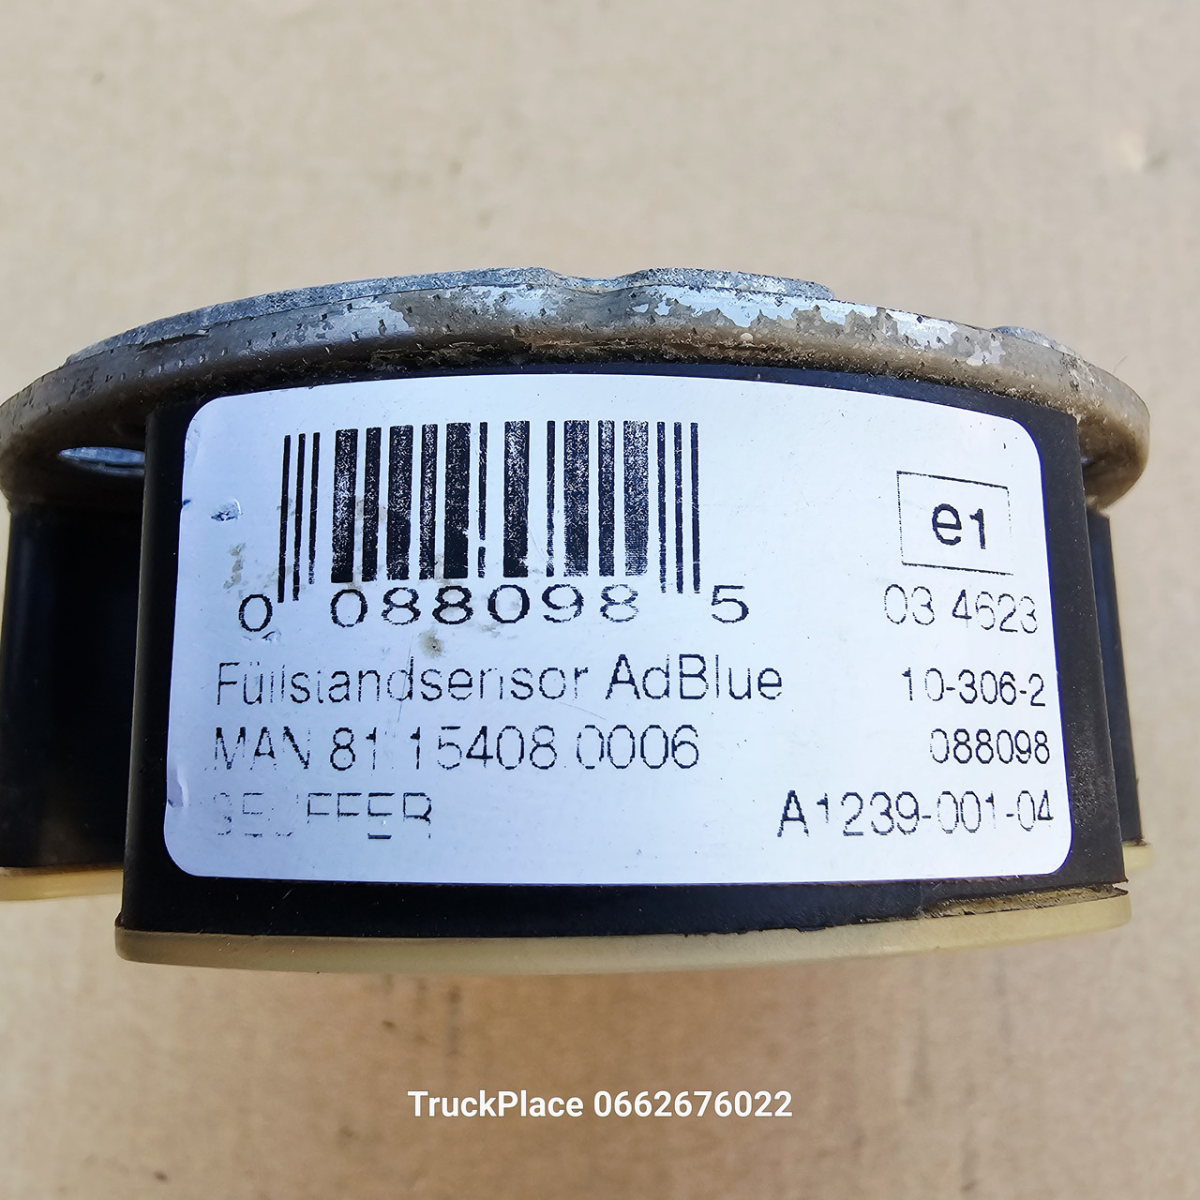 e1
0 088098 5
03 4623
Füllstandsensor AdBlue
10-306-2
MAN 81.15408.0006
088098
SEUFFER
A1239-001-04
TruckPlace 0662676022